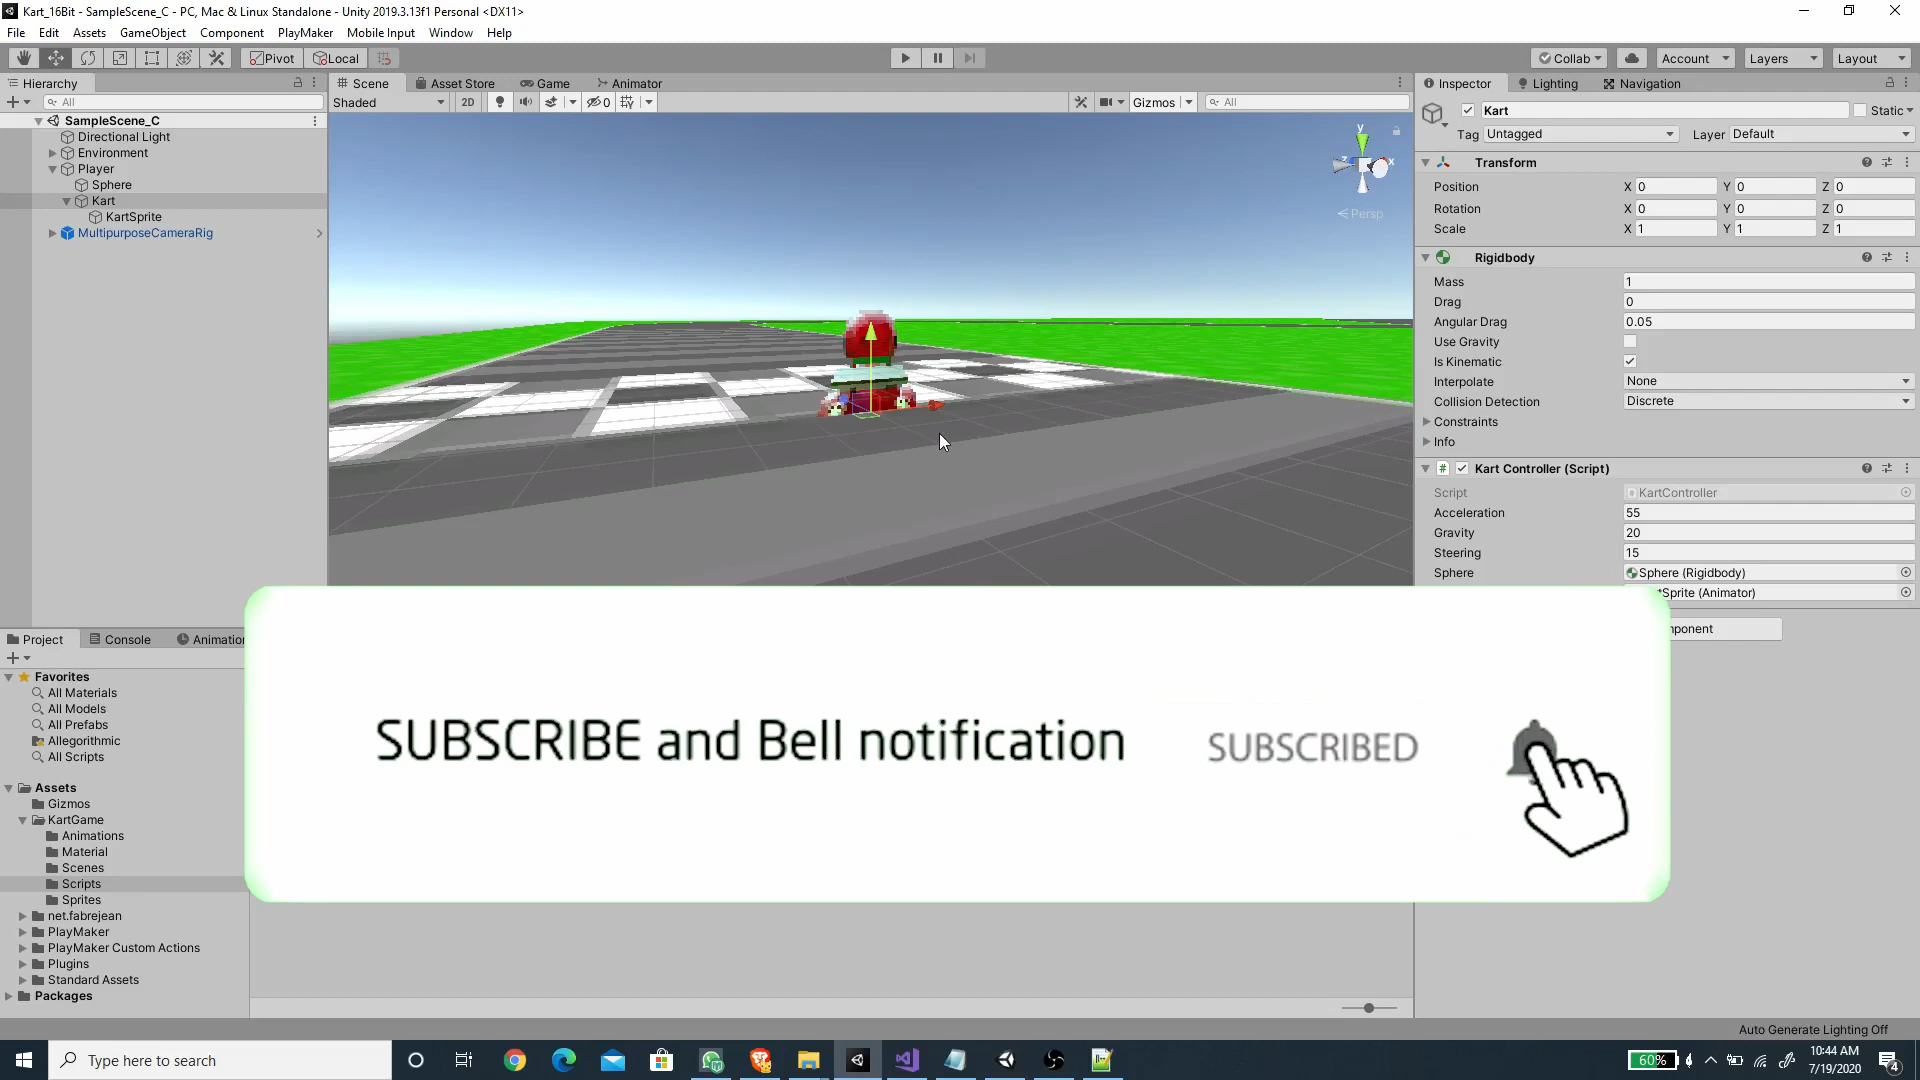 Kart_16Bit - SampleScene_C - PC, Mac & Linux Standalone - Unity 2019.3.13f1 Personal <DX11>
File Edit Assets GameObject Component PlayMaker Mobile Input Window Help
Pivot Local Collab Account Layers Layout
Hierarchy Scene Asset Store Game Animator Inspector Lighting Navigation
All Shaded 2D 0 Gizmos All
Kart Static
Tag Untagged Layer Default
SampleScene_C
Directional Light
Environment
Player
Sphere
Kart
KartSprite
MultipurposeCameraRig
y
x
z
Persp
Transform
Position X 0 Y 0 Z 0
Rotation X 0 Y 0 Z 0
Scale X 1 Y 1 Z 1
Rigidbody
Mass 1
Drag 0
Angular Drag 0.05
Use Gravity
Is Kinematic
Interpolate None
Collision Detection Discrete
Constraints
Info
# Kart Controller (Script)
Script KartController
Acceleration 55
Gravity 20
Steering 15
Sphere Sphere (Rigidbody)
tSprite (Animator)
mponent
Project Console Animation
Favorites
All Materials
All Models
All Prefabs
Allegorithmic
All Scripts
Assets
Gizmos
KartGame
Animations
Material
Scenes
Scripts
Sprites
net.fabrejean
PlayMaker
PlayMaker Custom Actions
Plugins
Standard Assets
Packages
SUBSCRIBE and Bell notification SUBSCRIBED
Auto Generate Lighting Off
Type here to search
60%
10:44 AM
7/19/2020
4